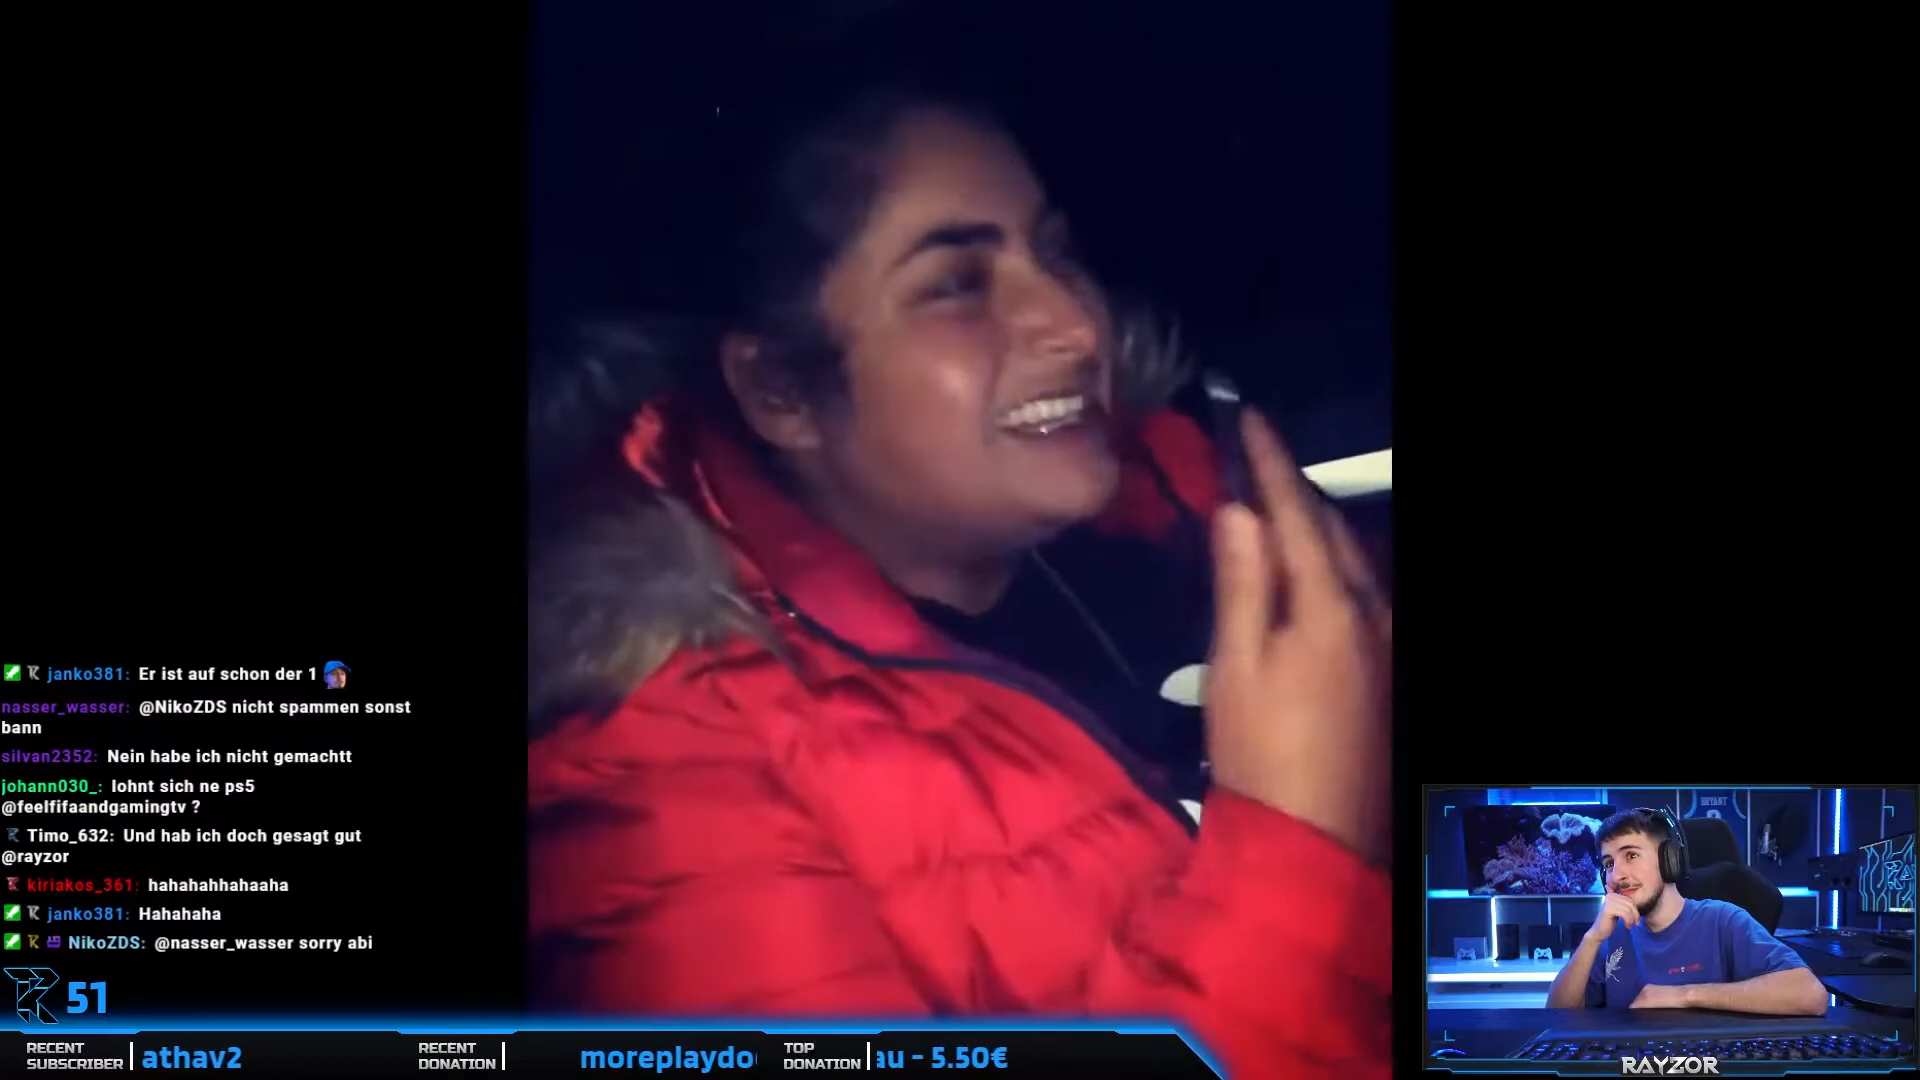 janko381: Er ist auf schon der 1
nasser_wasser: @NikoZDS nicht spammen sonst
bann
silvan2352: Nein habe ich nicht gemachtt
johann030_: lohnt sich ne ps5
@feelfifaandgamingtv ?
Timo_632: Und hab ich doch gesagt gut
@rayzor
kiriakos_361: hahahahhahaaha
janko381: Hahahaha
NikoZDS: @nasser_wasser sorry abi
51
RECENT
SUBSCRIBER
athav2
RECENT
DONATION
moreplaydo
TOP
DONATION
au - 5.50€
BRYANT
RAYZOR